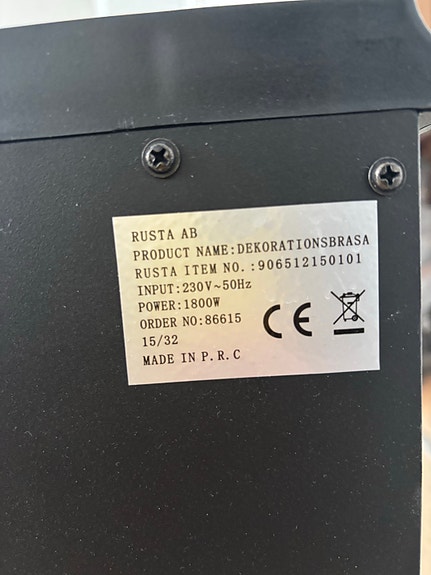 RUSTA AB
PRODUCT NAME:DEKORATIONSBRASA
RUSTA ITEM NO.:906512150101
INPUT:230V~50Hz
POWER:1800W
ORDER NO:86615
15/32
MADE IN P.R.C
CE